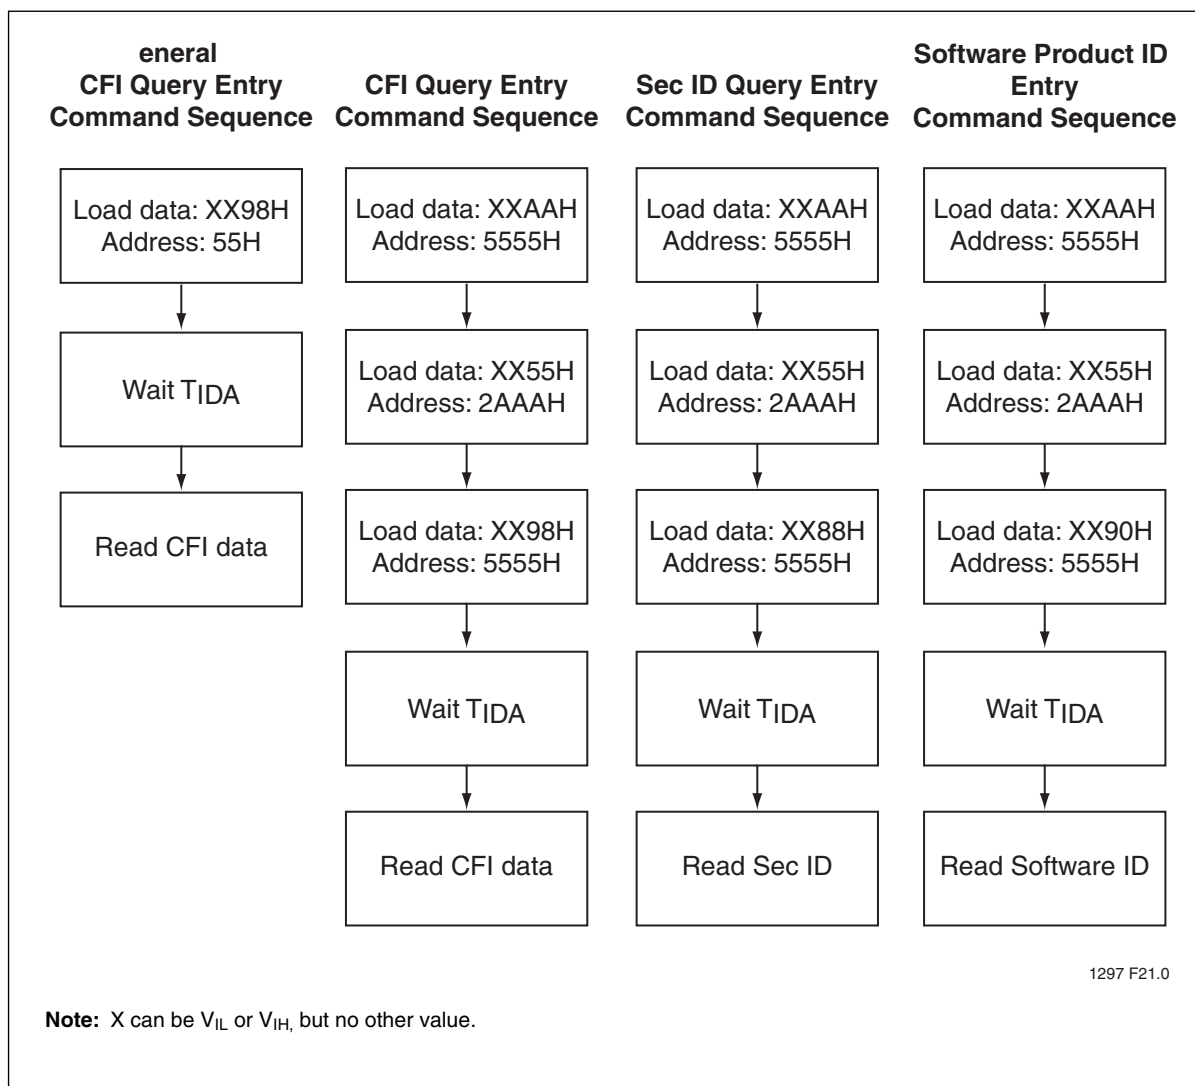 eneral
CFI Query Entry
Command Sequence
Load data: XX98H
Address: 55H
Wait TIDA
Read CFI data
CFI Query Entry
Command Sequence
Load data: XXAAH
Address: 5555H
Load data: XX55H
Address: 2AAAH
Load data: XX98H
Address: 5555H
Wait TIDA
Read CFI data
Sec ID Query Entry
Command Sequence
Load data: XXAAH
Address: 5555H
Load data: XX55H
Address: 2AAAH
Load data: XX88H
Address: 5555H
Wait TIDA
Read Sec ID
Software Product ID
Entry
Command Sequence
Load data: XXAAH
Address: 5555H
Load data: XX55H
Address: 2AAAH
Load data: XX90H
Address: 5555H
Wait TIDA
Read Software ID
1297 F21.0
Note: X can be VIL or VIH, but no other value.